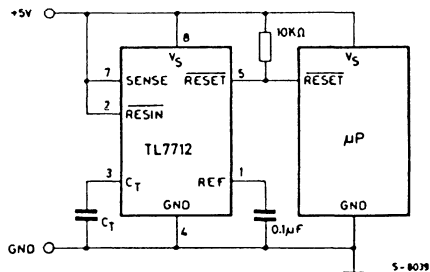 +5V
10KΩ
8
VS
VS
7
SENSE
RESET
5
RESET
2
RESIN
TL7712
μP
3
CT
REF
1
GND
GND
CT
4
0.1μF
GND
S-8039